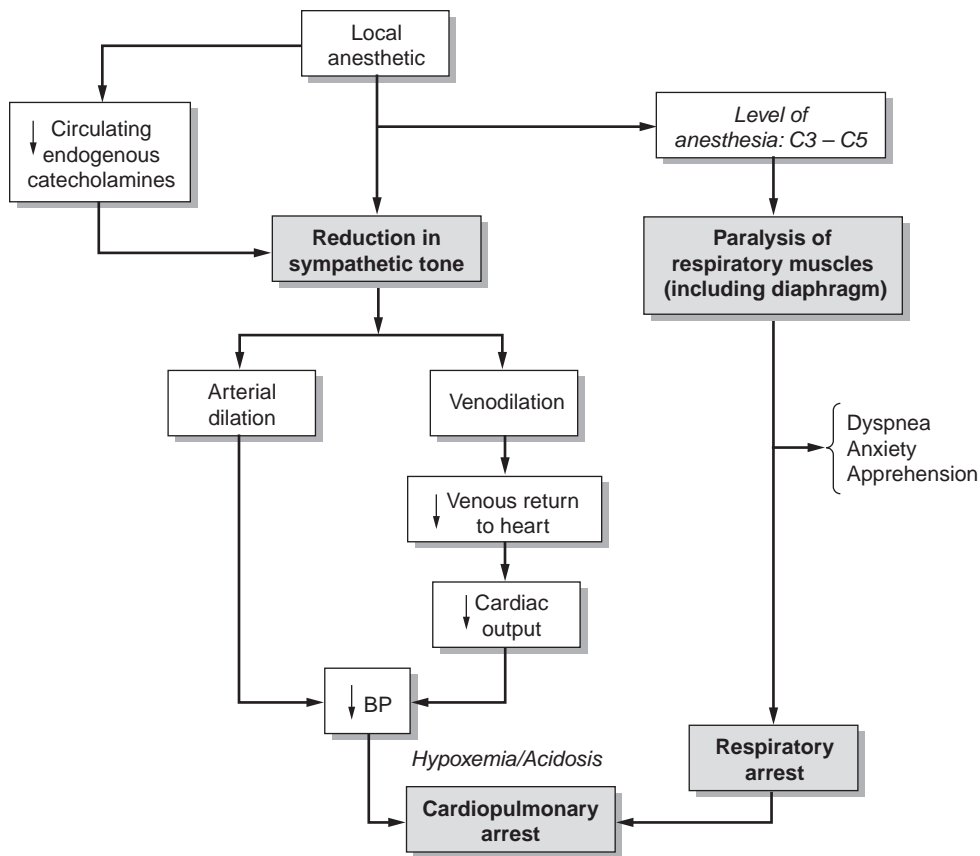 Local
anesthetic
↓ Circulating
endogenous
catecholamines
Level of
anesthesia: C3 – C5
Reduction in
sympathetic tone
Paralysis of
respiratory muscles
(including diaphragm)
Arterial
dilation
Venodilation
Dyspnea
Anxiety
Apprehension
↓ Venous return
to heart
↓ Cardiac
output
↓ BP
Respiratory
arrest
Hypoxemia/Acidosis
Cardiopulmonary
arrest